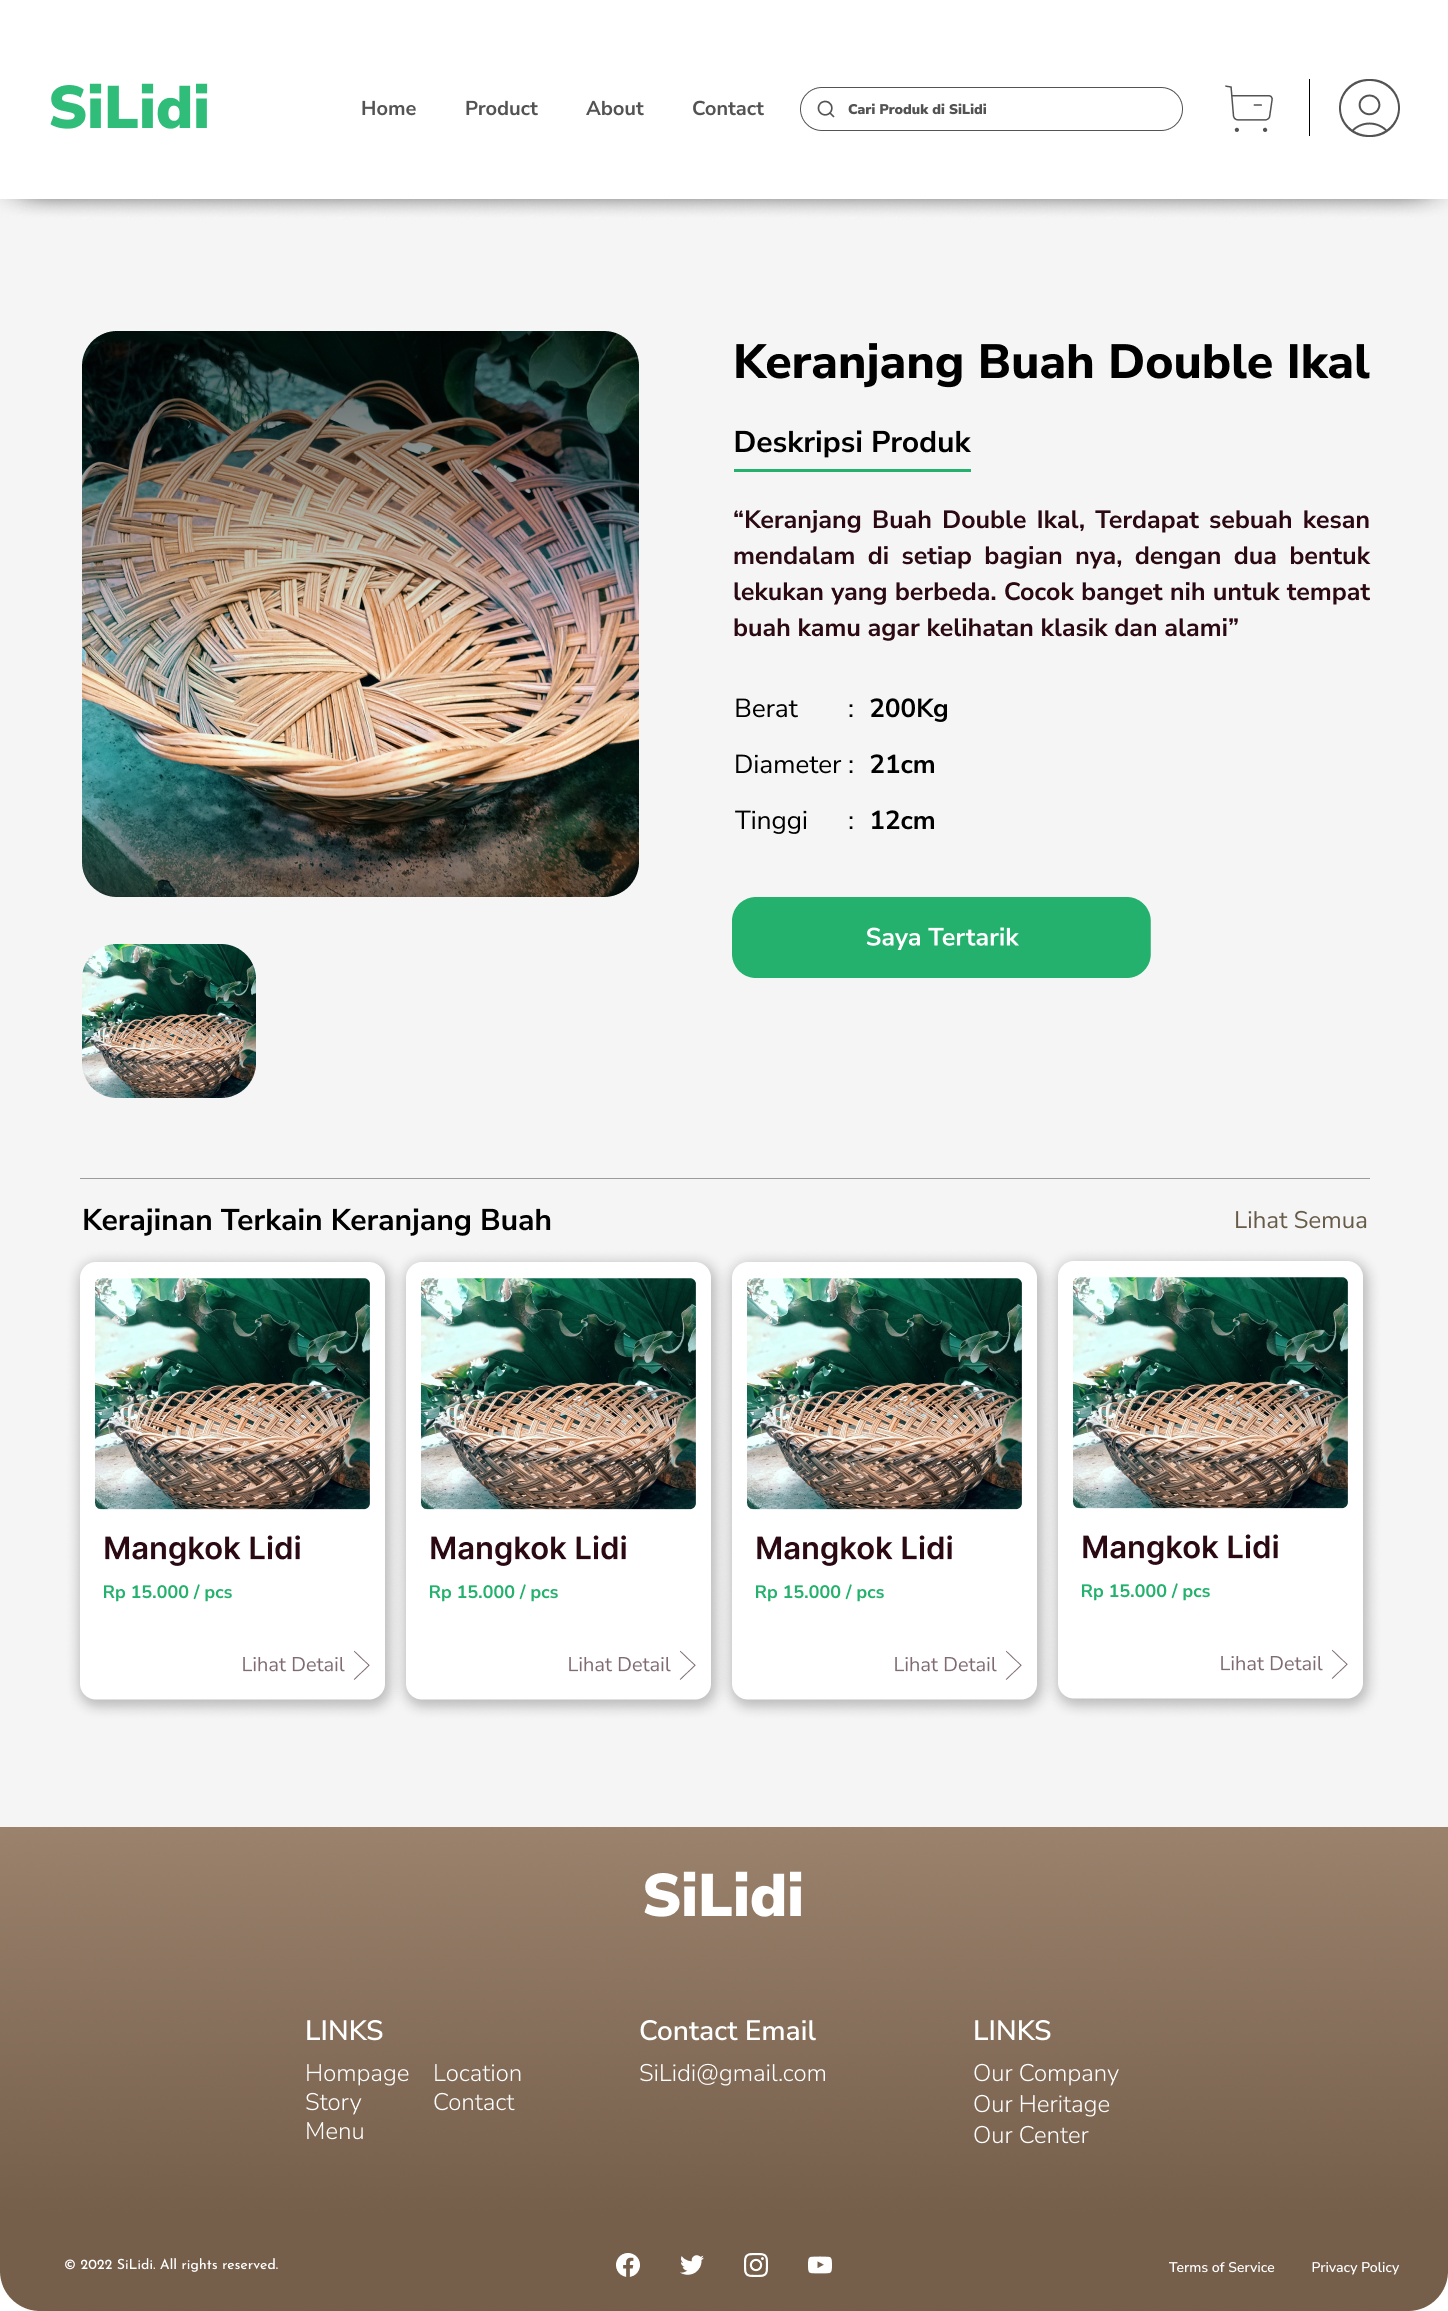 SiLidi
Home Product About Contact
Cari Produk di SiLidi
Keranjang Buah Double Ikal
Deskripsi Produk
“Keranjang Buah Double Ikal, Terdapat sebuah kesan
mendalam di setiap bagian nya, dengan dua bentuk
lekukan yang berbeda. Cocok banget nih untuk tempat
buah kamu agar kelihatan klasik dan alami”
Berat : 200Kg
Diameter : 21cm
Tinggi : 12cm
Saya Tertarik
Kerajinan Terkain Keranjang Buah
Lihat Semua
Mangkok Lidi
Rp 15.000 / pcs
Lihat Detail
Mangkok Lidi
Rp 15.000 / pcs
Lihat Detail
Mangkok Lidi
Rp 15.000 / pcs
Lihat Detail
Mangkok Lidi
Rp 15.000 / pcs
Lihat Detail
SiLidi
LINKS
Hompage Location
Story Contact
Menu
Contact Email
SiLidi@gmail.com
LINKS
Our Company
Our Heritage
Our Center
© 2022 SiLidi. All rights reserved.
Terms of Service Privacy Policy